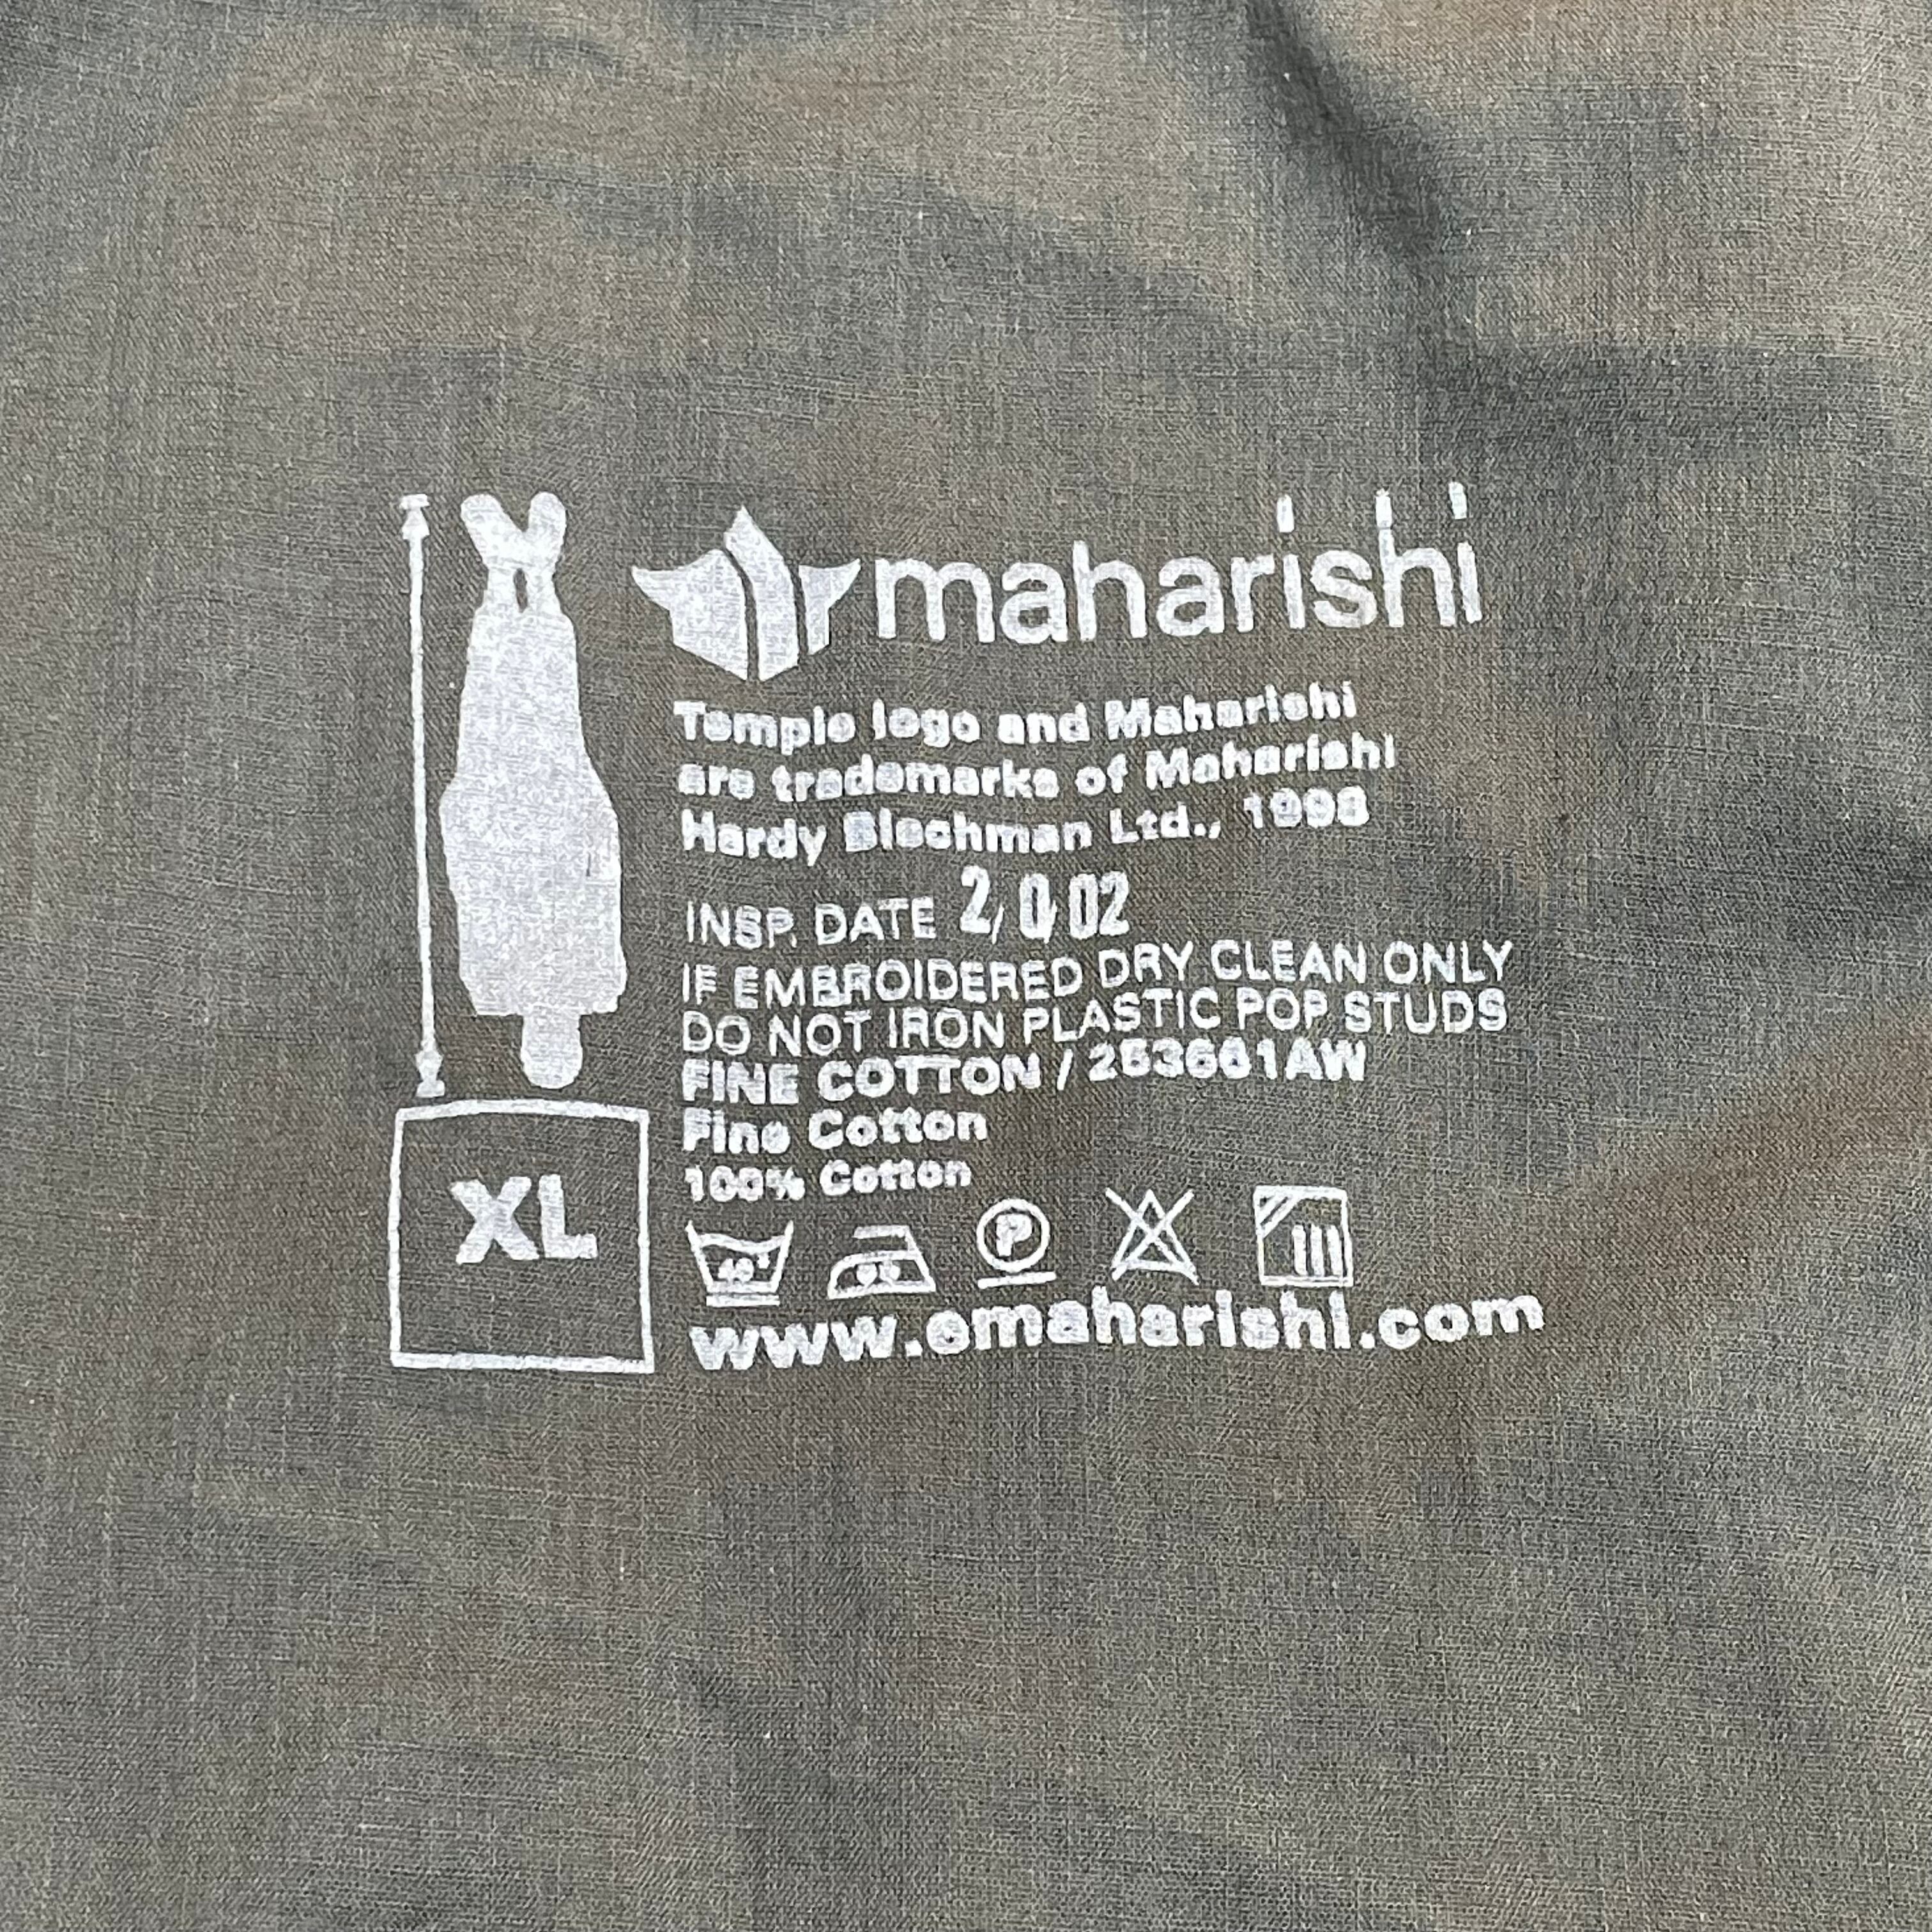 maharishi
Temple logo and Maharishi
are trademarks of Maharishi
Hardy Blechman Ltd., 1998
INSP. DATE 2/0/02
IF EMBROIDERED DRY CLEAN ONLY
DO NOT IRON PLASTIC POP STUDS
FINE COTTON /
Fine Cotton
100% Cotton
XL
40°
P
www.emaharishi.com